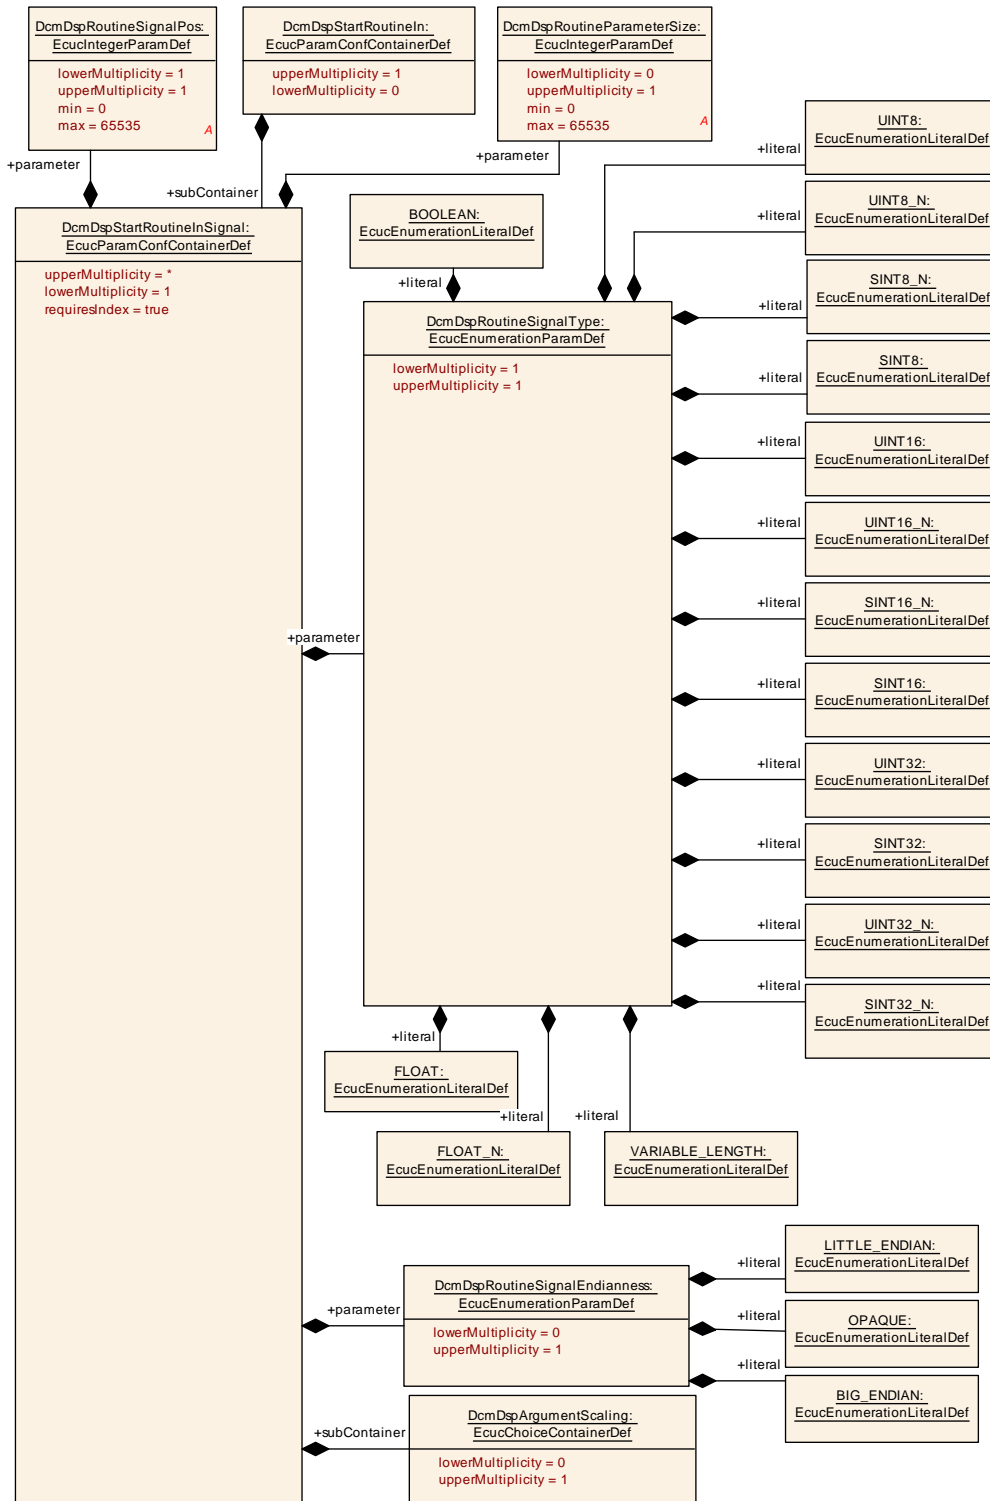 DcmDspRoutineSignalPos:
EcucIntegerParamDef
lowerMultiplicity = 1
upperMultiplicity = 1
min = 0
max = 65535
A
DcmDspStartRoutineIn:
EcucParamConfContainerDef
upperMultiplicity = 1
lowerMultiplicity = 0
DcmDspRoutineParameterSize:
EcucIntegerParamDef
lowerMultiplicity = 0
upperMultiplicity = 1
min = 0
max = 65535
A
+parameter
+subContainer
+parameter
DcmDspStartRoutineInSignal:
EcucParamConfContainerDef
upperMultiplicity = *
lowerMultiplicity = 1
requiresIndex = true
BOOLEAN:
EcucEnumerationLiteralDef
+literal
+literal
UINT8:
EcucEnumerationLiteralDef
+literal
UINT8_N:
EcucEnumerationLiteralDef
DcmDspRoutineSignalType:
EcucEnumerationParamDef
lowerMultiplicity = 1
upperMultiplicity = 1
+literal
SINT8_N:
EcucEnumerationLiteralDef
+literal
SINT8:
EcucEnumerationLiteralDef
+literal
UINT16:
EcucEnumerationLiteralDef
+literal
UINT16_N:
EcucEnumerationLiteralDef
+literal
SINT16_N:
EcucEnumerationLiteralDef
+parameter
+literal
SINT16:
EcucEnumerationLiteralDef
+literal
UINT32:
EcucEnumerationLiteralDef
+literal
SINT32:
EcucEnumerationLiteralDef
+literal
UINT32_N:
EcucEnumerationLiteralDef
+literal
SINT32_N:
EcucEnumerationLiteralDef
+literal
FLOAT:
EcucEnumerationLiteralDef
+literal
FLOAT_N:
EcucEnumerationLiteralDef
+literal
VARIABLE_LENGTH:
EcucEnumerationLiteralDef
+parameter
DcmDspRoutineSignalEndianness:
EcucEnumerationParamDef
lowerMultiplicity = 0
upperMultiplicity = 1
+literal
LITTLE_ENDIAN:
EcucEnumerationLiteralDef
+literal
OPAQUE:
EcucEnumerationLiteralDef
+literal
BIG_ENDIAN:
EcucEnumerationLiteralDef
+subContainer
DcmDspArgumentScaling:
EcucChoiceContainerDef
lowerMultiplicity = 0
upperMultiplicity = 1